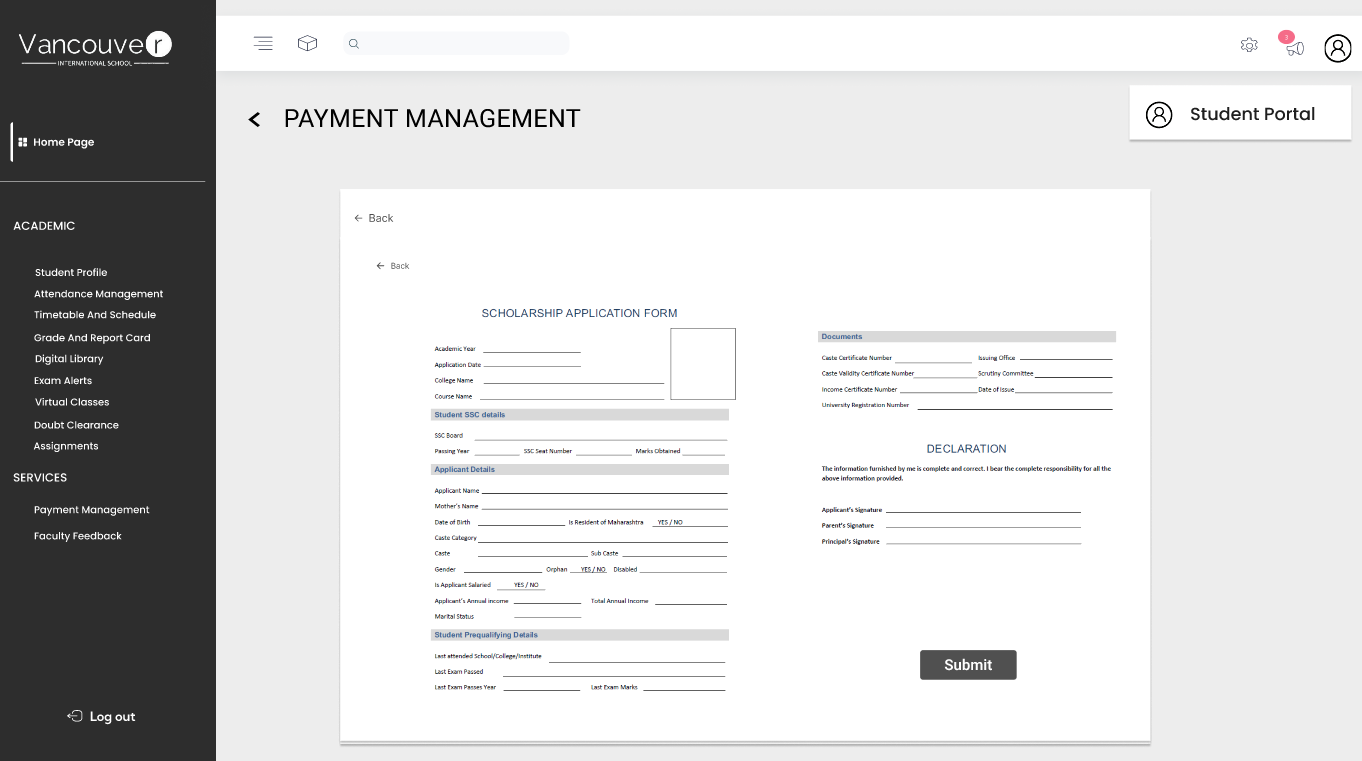 Vancouver
INTERNATIONAL SCHOOL
3
Student Portal
< PAYMENT MANAGEMENT
Home Page
ACADEMIC
Student Profile
Attendance Management
Timetable And Schedule
Grade And Report Card
Digital Library
Exam Alerts
Virtual Classes
Doubt Clearance
Assignments
SERVICES
Payment Management
Faculty Feedback
Log out
← Back
← Back
SCHOLARSHIP APPLICATION FORM
Academic Year
Application Date
College Name
Course Name
Student SSC details
SSC Board
Passing Year SSC Seat Number Marks Obtained
Applicant Details
Applicant Name
Mother's Name
Date of Birth Is Resident of Maharashtra YES / NO
Caste Category
Caste Sub Caste
Gender Orphan YES / NO Disabled
Is Applicant Salaried YES / NO
Applicant's Annual income Total Annual Income
Marital Status
Student Prequalifying Details
Last attended School/College/Institute
Last Exam Passed
Last Exam Passes Year Last Exam Marks
Documents
Caste Certificate Number Issuing Office
Caste Validity Certificate Number Scrutiny Committee
Income Certificate Number Date of Issue
University Registration Number
DECLARATION
The information furnished by me is complete and correct. I bear the complete responsibility for all the
above information provided.
Applicant's Signature
Parent's Signature
Principal's Signature
Submit